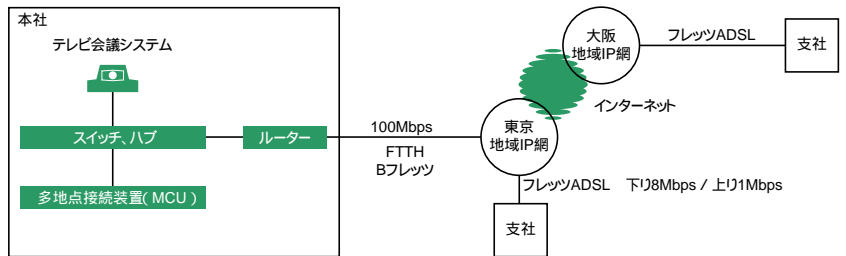 本社
テレビ会議システム
スイッチ、ハブ
ルーター
多地点接続装置(MCU)
100Mbps
FTTH
Bフレッツ
東京
地域IP網
大阪
地域IP網
インターネット
フレッツADSL
支社
フレッツADSL 下り8Mbps / 上り1Mbps
支社